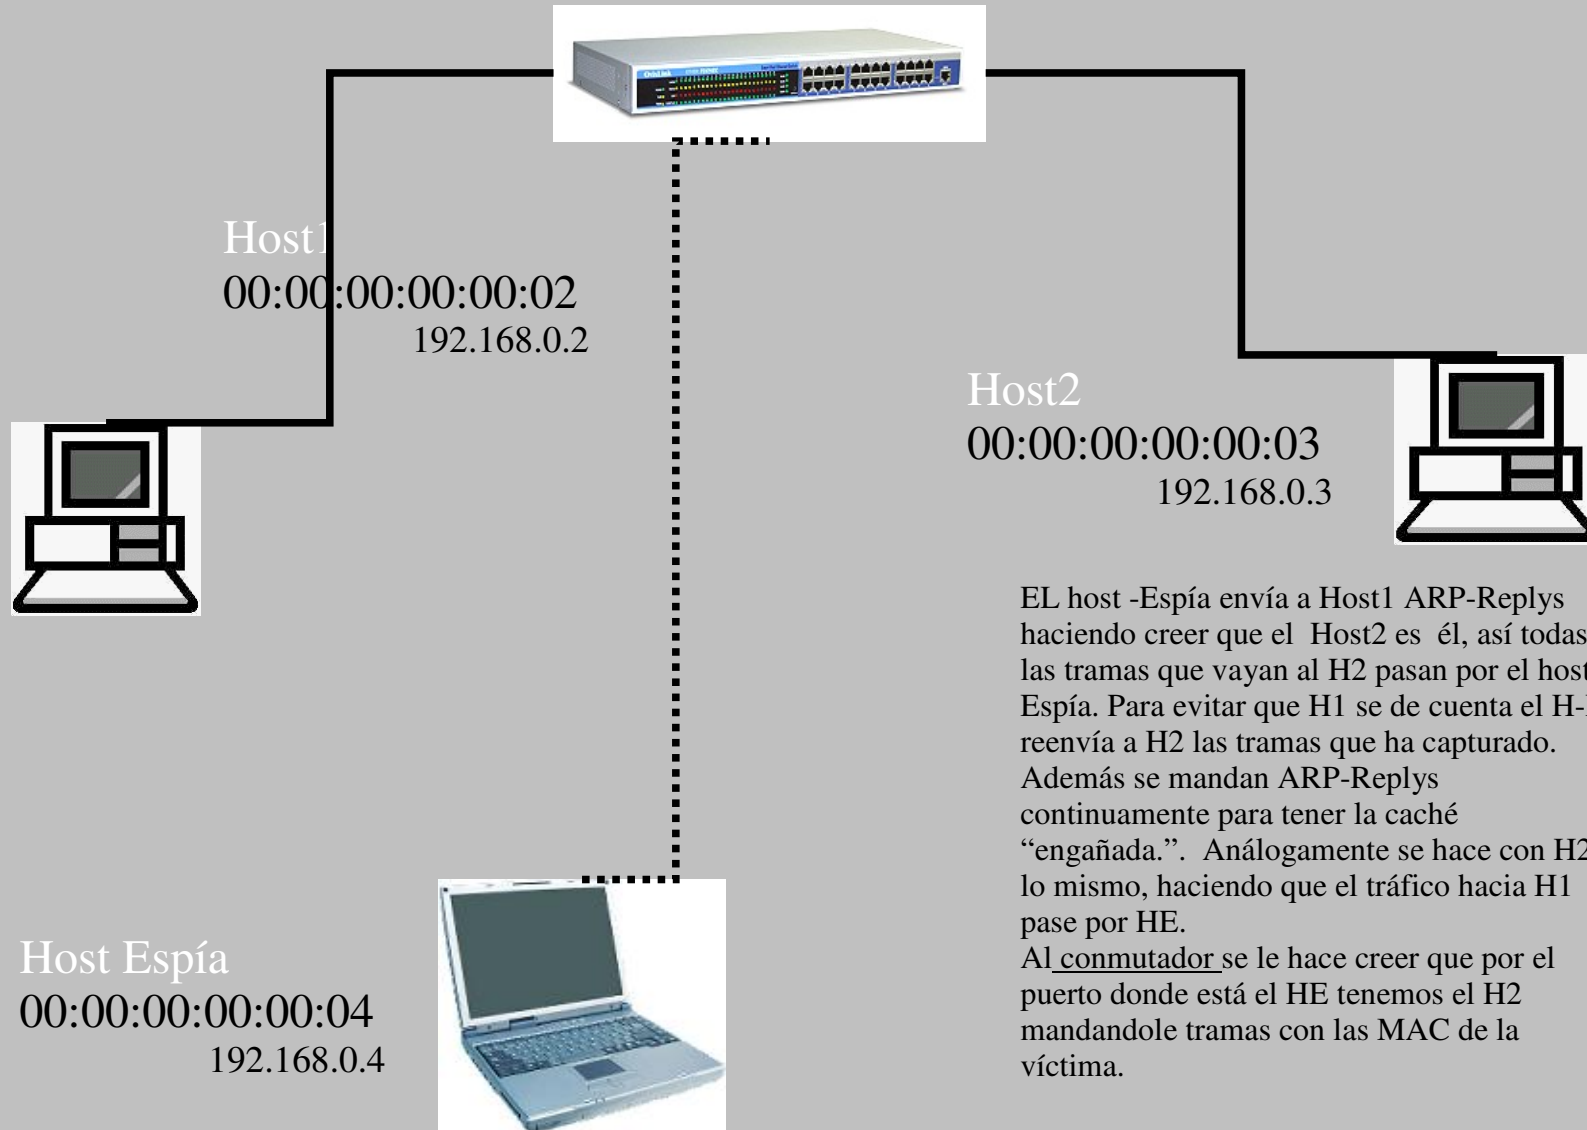 Host1
00:00:00:00:00:02
192.168.0.2
Host2
00:00:00:00:00:03
192.168.0.3
EL host -Espía envía a Host1 ARP-Replys
haciendo creer que el Host2 es él, así todas
las tramas que vayan al H2 pasan por el host
Espía. Para evitar que H1 se de cuenta el
reenvía a H2 las tramas que ha capturado.
Además se mandan ARP-Replys
continuamente para tener la caché
“engañada.”. Análogamente se hace con H2
lo mismo, haciendo que el tráfico hacia H1
pase por HE.
Al conmutador se le hace creer que por el
puerto donde está el HE tenemos el H2
mandandole tramas con las MAC de la
víctima.
Host Espía
00:00:00:00:00:04
192.168.0.4